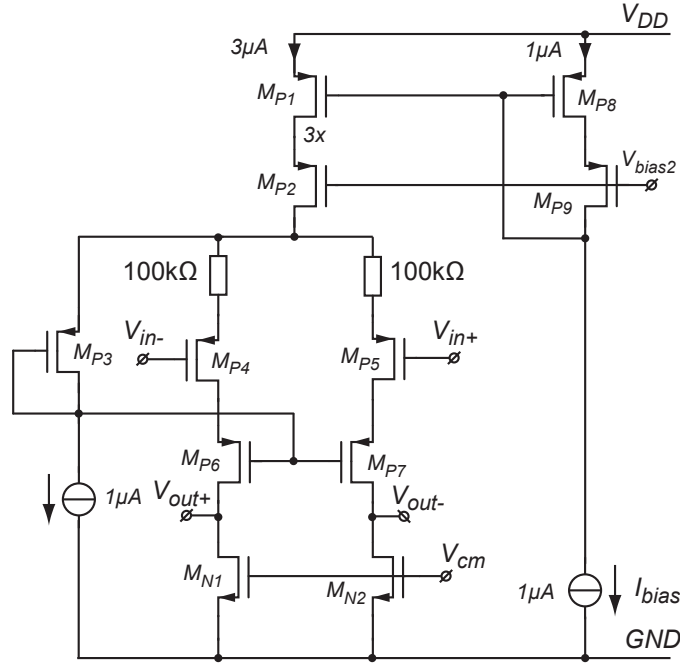 V_DD
3µA
1µA
M_P1
M_P8
3x
V_bias2
M_P2
M_P9
100kΩ
100kΩ
V_in-
V_in+
M_P3
M_P4
M_P5
M_P6
M_P7
1µA
V_out+
V_out-
V_cm
M_N1
M_N2
1µA
I_bias
GND